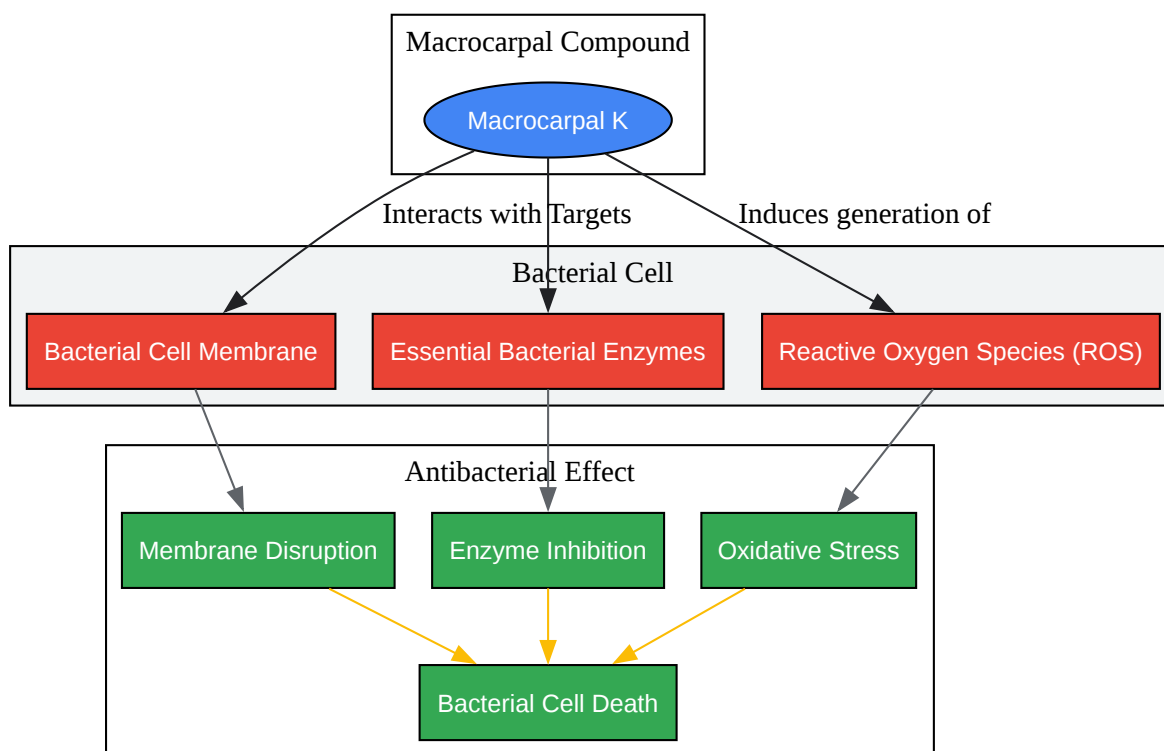 Macrocarpal Compound
Macrocarpal K
Interacts with Targets
Induces generation of
Bacterial Cell
Bacterial Cell Membrane
Essential Bacterial Enzymes
Reactive Oxygen Species (ROS)
Antibacterial Effect
Membrane Disruption
Enzyme Inhibition
Oxidative Stress
Bacterial Cell Death